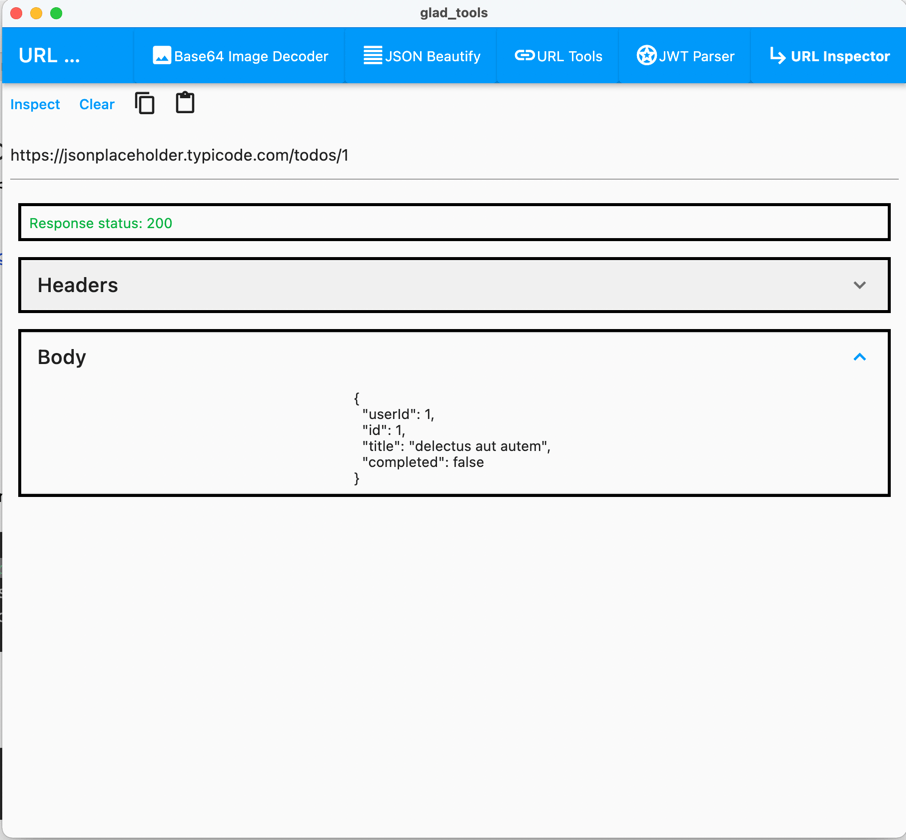 glad_tools
URL ...
Base64 Image Decoder
JSON Beautify
URL Tools
JWT Parser
URL Inspector
Inspect Clear
https://jsonplaceholder.typicode.com/todos/1
Response status: 200
Headers
Body
{
"userId": 1,
"id": 1,
"title": "delectus aut autem",
"completed": false
}